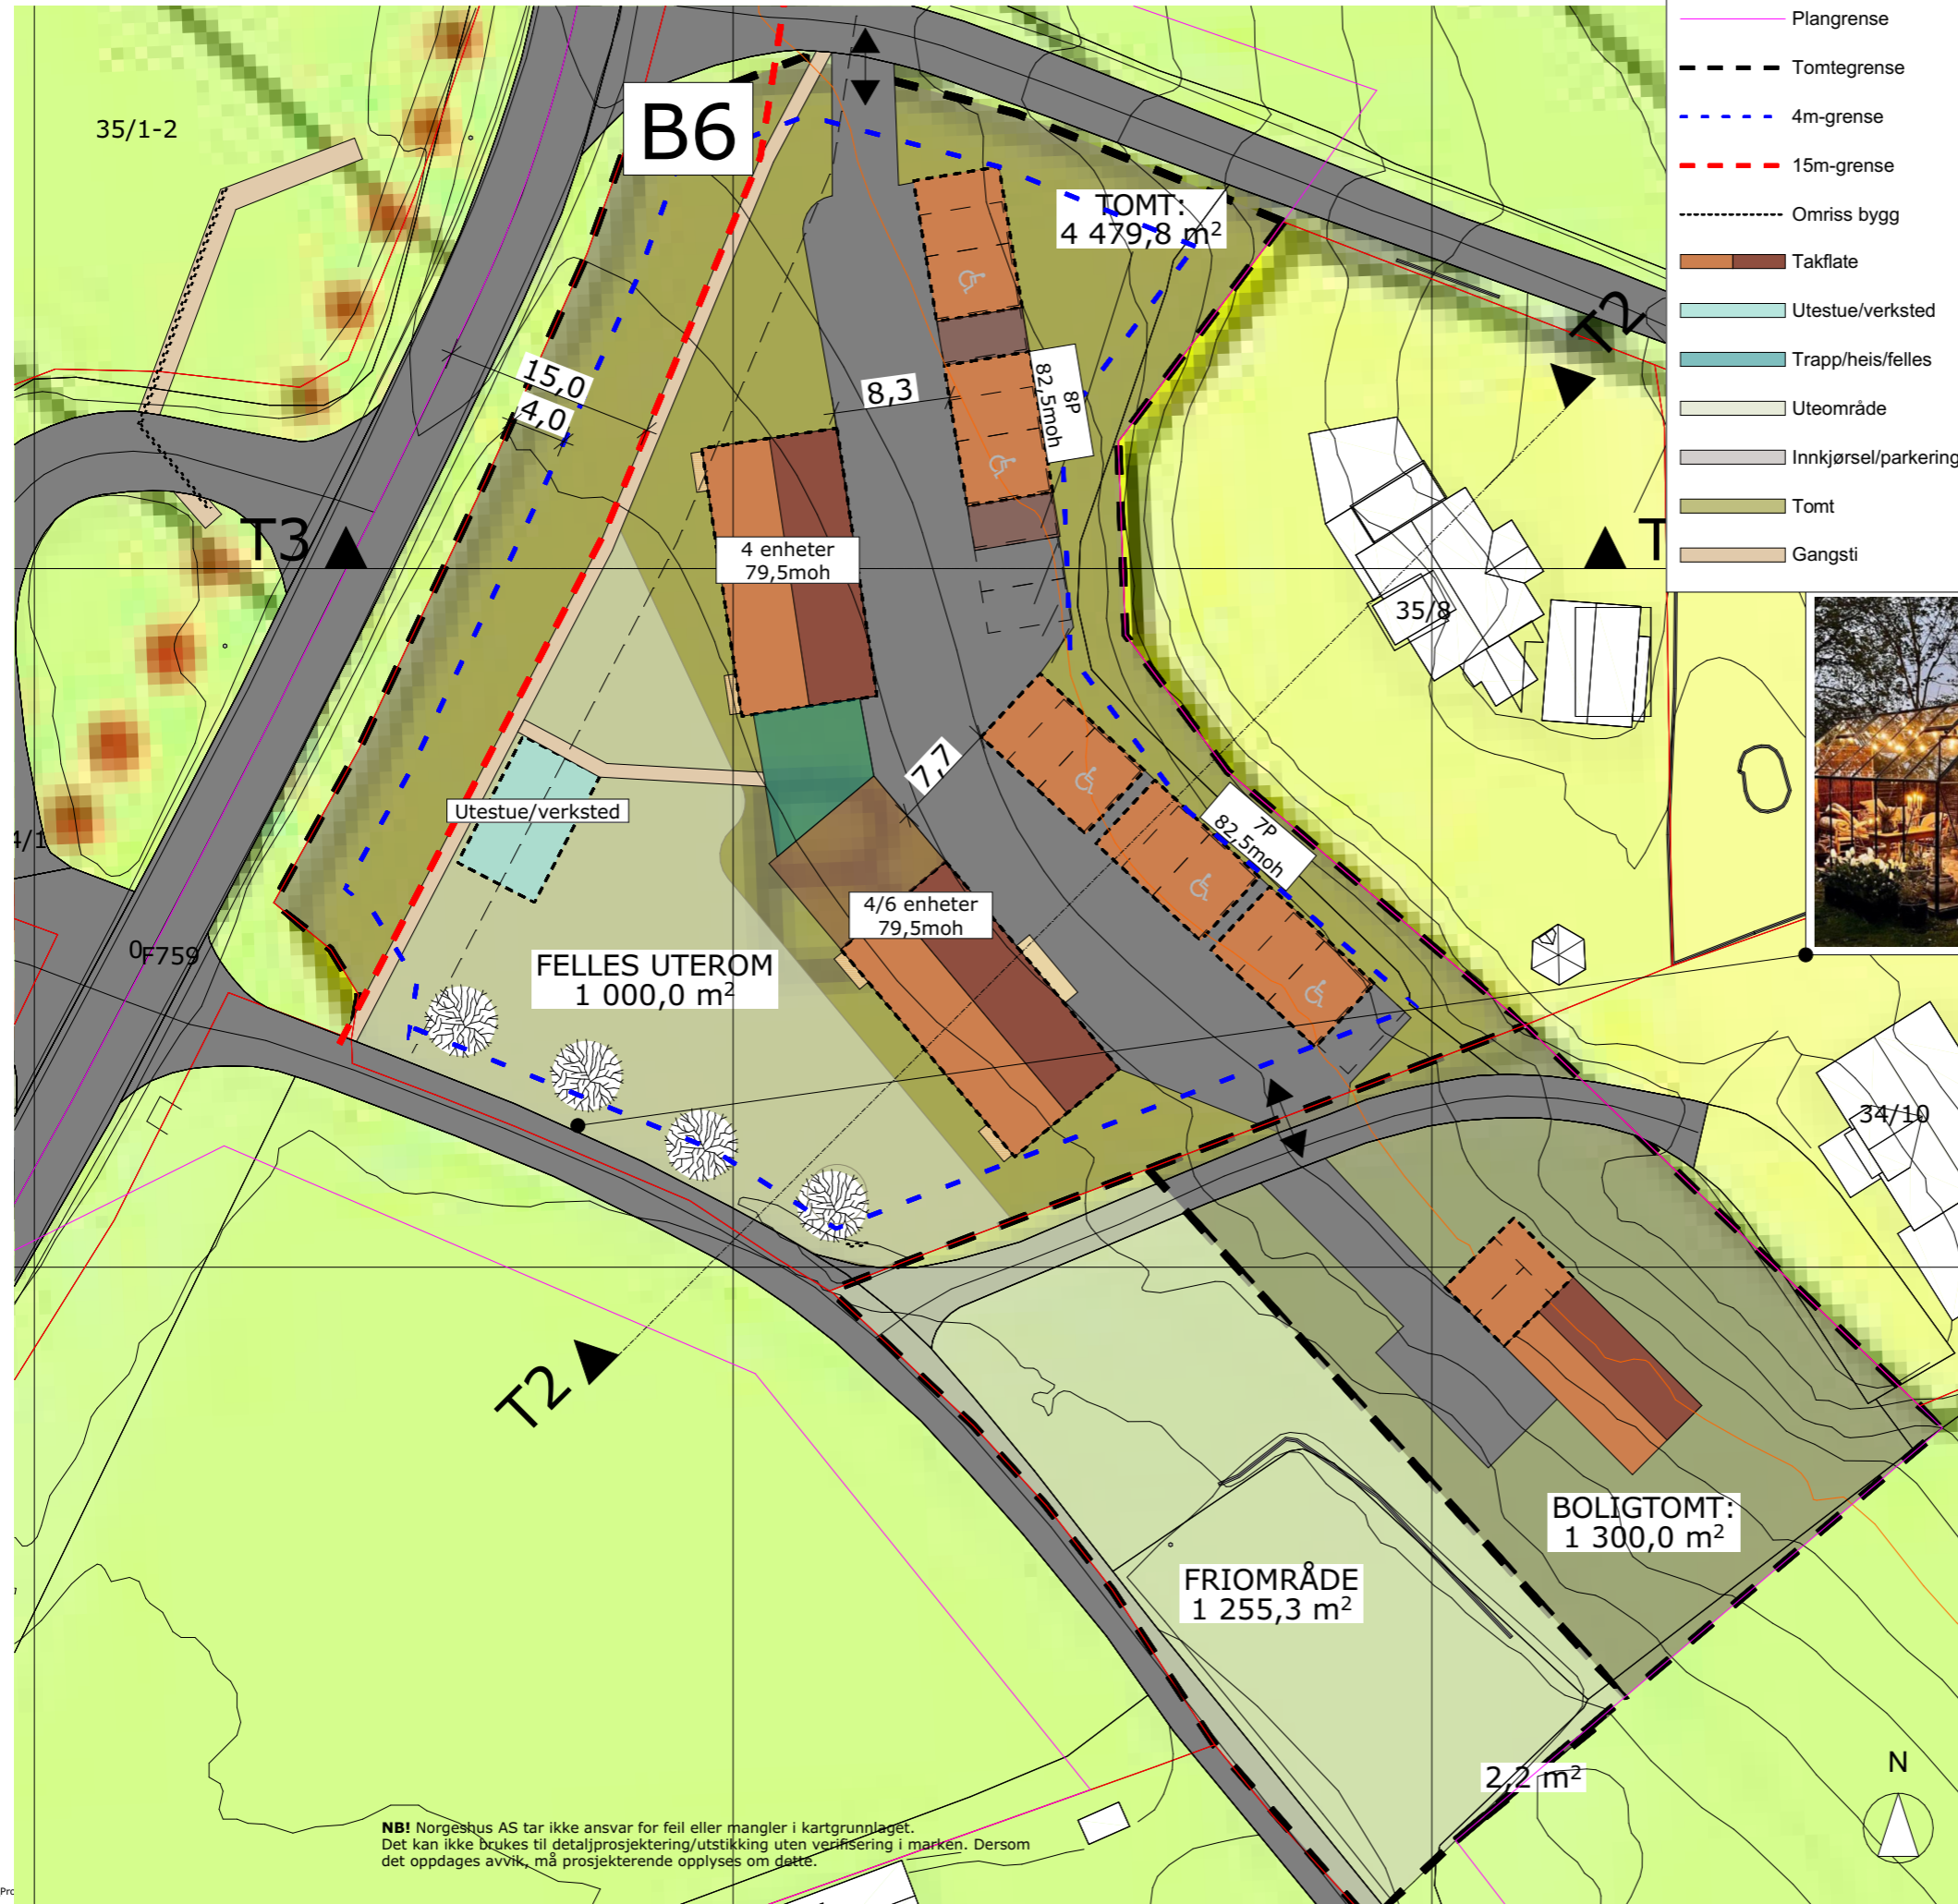 Plangrense
Tomtegrense
4m-grense
15m-grense
Omriss bygg
Takflate
Utestue/verksted
Trapp/heis/felles
Uteområde
Innkjørsel/parkering
Tomt
Gangsti
35/1-2
B6
TOMT:
4 479,8 m²
T2
15,0
4,0
8,3
8P
82,5moh
T3
T
4 enheter
79,5moh
35/8
7,7
Utestue/verksted
7P
82,5moh
4/1
4/6 enheter
79,5moh
0
F759
FELLES UTEROM
1 000,0 m²
34/10
T2
BOLIGTOMT:
1 300,0 m²
FRIOMRÅDE
1 255,3 m²
2,2 m²
N
NB! Norgeshus AS tar ikke ansvar for feil eller mangler i kartgrunnlaget.
Det kan ikke brukes til detaljprosjektering/utstikking uten verifisering i marken. Dersom
det oppdages avvik, må prosjekterende opplyses om dette.
Pro